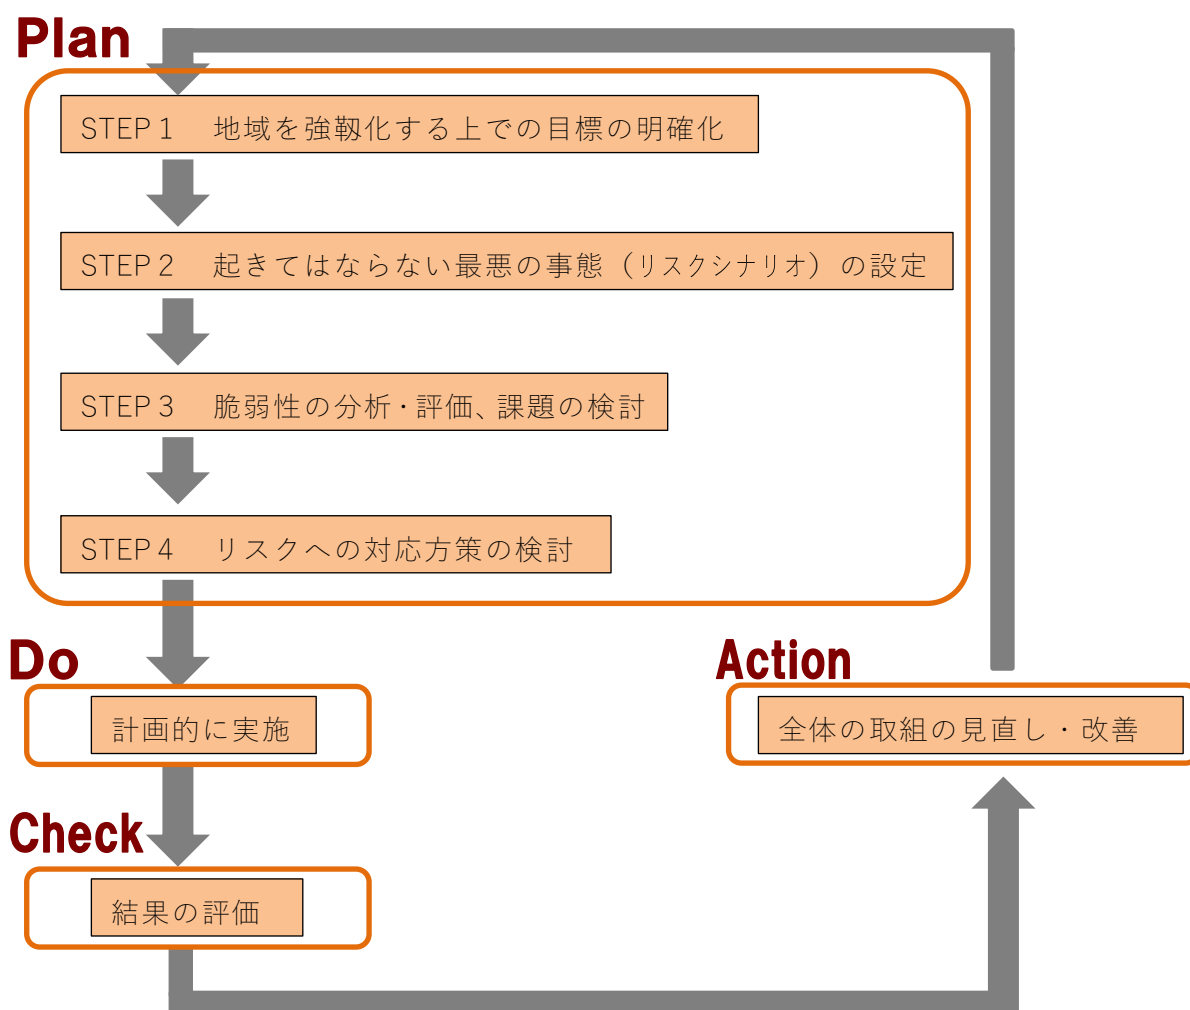 Plan
STEP１　地域を強靱化する上での目標の明確化
STEP２　起きてはならない最悪の事態（リスクシナリオ）の設定
STEP３　脆弱性の分析・評価、課題の検討
STEP４　リスクへの対応方策の検討
Do
計画的に実施
Check
結果の評価
Action
全体の取組の見直し・改善